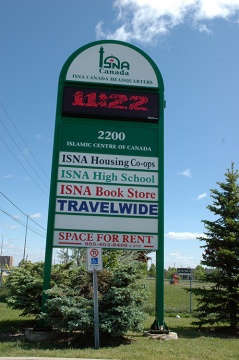 ISNA
Canada
ISNA CANADA HEADQUARTERS
11:22
2200
ISLAMIC CENTRE OF CANADA
ISNA Housing Co-ops
ISNA High School
ISNA Book Store
TRAVELWIDE
SPACE FOR RENT